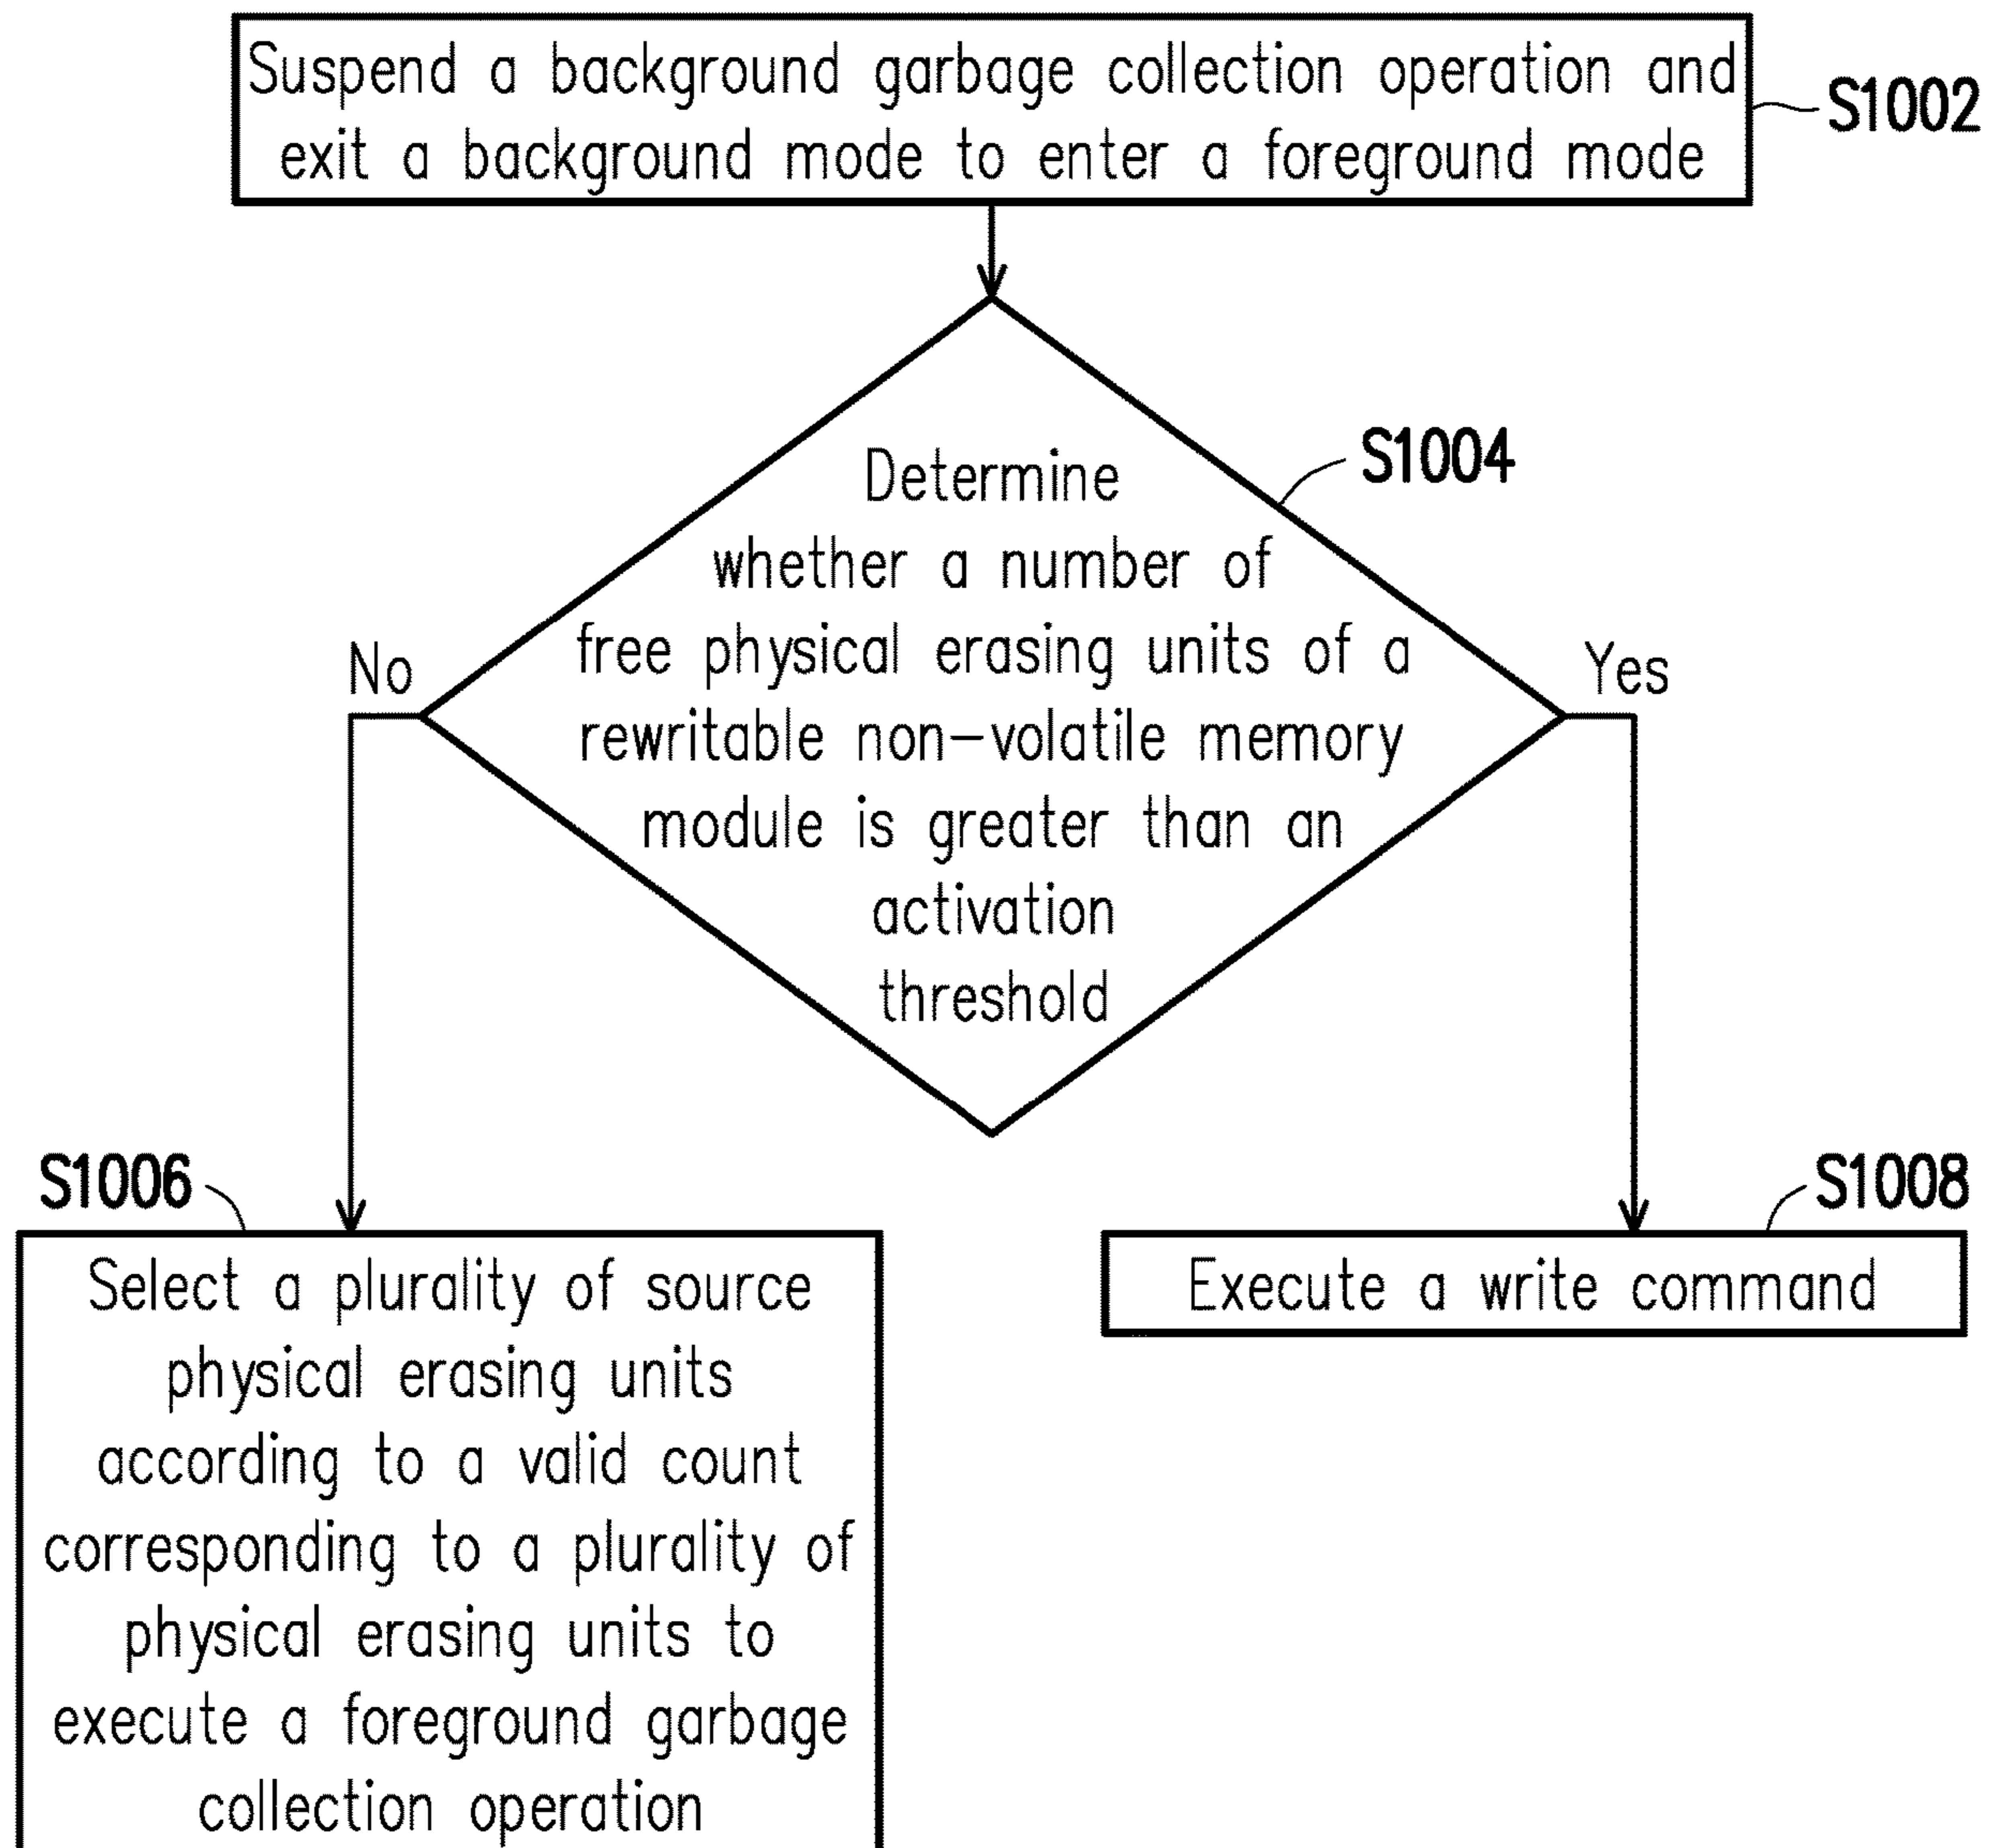 Suspend a background garbage collection operation and
exit a background mode to enter a foreground mode
S1002
Determine
whether a number of
free physical erasing units of a
rewritable non-volatile memory
module is greater than an
activation
threshold
S1004
No
Yes
S1006
Select a plurality of source
physical erasing units
according to a valid count
corresponding to a plurality of
physical erasing units to
execute a foreground garbage
collection operation
S1008
Execute a write command